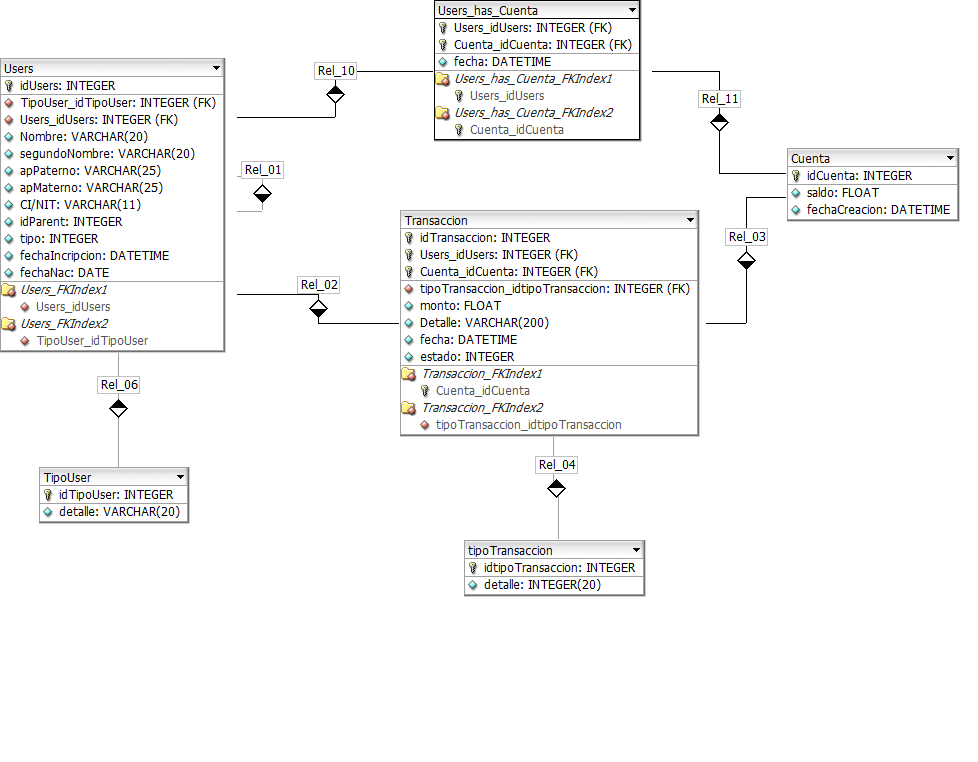 Users_has_Cuenta
Users_idUsers: INTEGER (FK)
Cuenta_idCuenta: INTEGER (FK)
fecha: DATETIME
Users_has_Cuenta_FKIndex1
Users_idUsers
Users_has_Cuenta_FKIndex2
Cuenta_idCuenta
Rel_10
Rel_11
Users
idUsers: INTEGER
TipoUser_idTipoUser: INTEGER (FK)
Users_idUsers: INTEGER (FK)
Nombre: VARCHAR(20)
segundoNombre: VARCHAR(20)
apPaterno: VARCHAR(25)
apMaterno: VARCHAR(25)
CI/NIT: VARCHAR(11)
idParent: INTEGER
tipo: INTEGER
fechaIncripcion: DATETIME
fechaNac: DATE
Users_FKIndex1
Users_idUsers
Users_FKIndex2
TipoUser_idTipoUser
Rel_01
Cuenta
idCuenta: INTEGER
saldo: FLOAT
fechaCreacion: DATETIME
Rel_03
Rel_02
Transaccion
idTransaccion: INTEGER
Users_idUsers: INTEGER (FK)
Cuenta_idCuenta: INTEGER (FK)
tipoTransaccion_idtipoTransaccion: INTEGER (FK)
monto: FLOAT
Detalle: VARCHAR(200)
fecha: DATETIME
estado: INTEGER
Transaccion_FKIndex1
Cuenta_idCuenta
Transaccion_FKIndex2
tipoTransaccion_idtipoTransaccion
Rel_06
TipoUser
idTipoUser: INTEGER
detalle: VARCHAR(20)
Rel_04
tipoTransaccion
idtipoTransaccion: INTEGER
detalle: INTEGER(20)